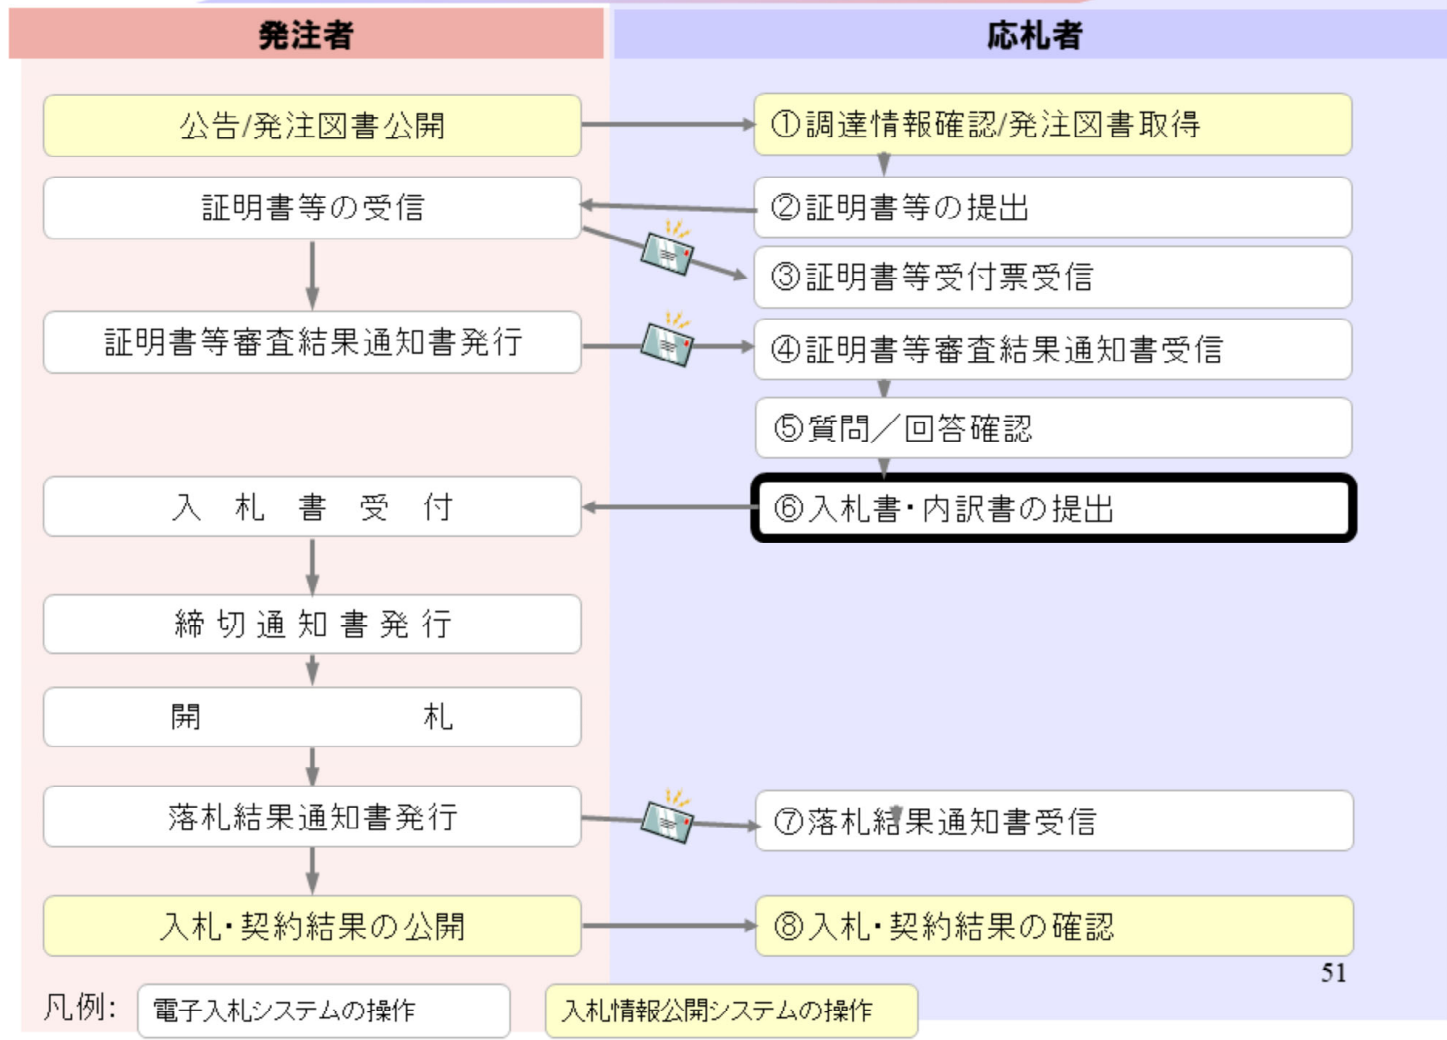 発注者
応札者
公告/発注図書公開
①調達情報確認/発注図書取得
証明書等の受信
②証明書等の提出
③証明書等受付票受信
証明書等審査結果通知書発行
④証明書等審査結果通知書受信
⑤質問／回答確認
入札書受付
⑥入札書・内訳書の提出
締切通知書発行
開札
落札結果通知書発行
⑦落札結果通知書受信
入札・契約結果の公開
⑧入札・契約結果の確認
51
凡例:
電子入札システムの操作
入札情報公開システムの操作